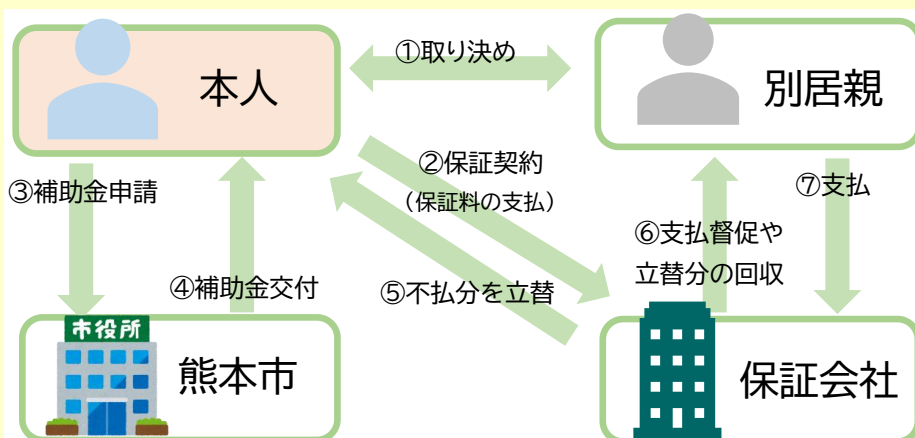 本人
①取り決め
別居親
②保証契約
（保証料の支払）
③補助金申請
④補助金交付
⑤不払分を立替
⑥支払督促や
立替分の回収
⑦支払
市役所
熊本市
保証会社